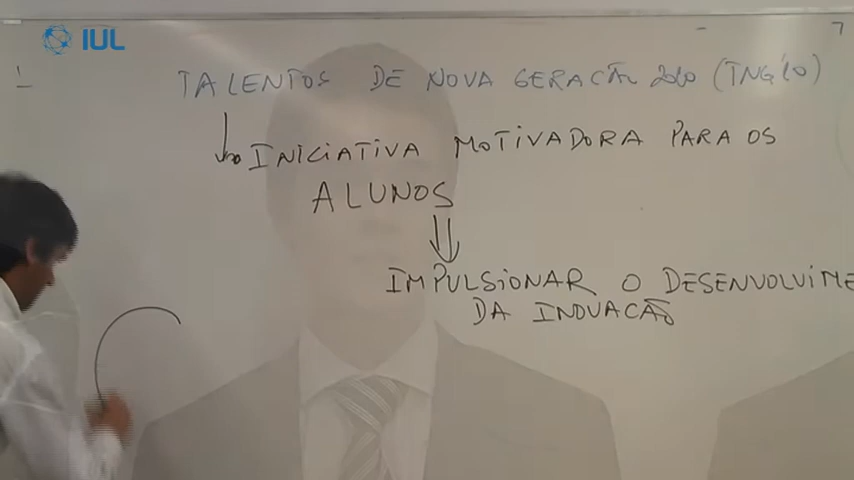 IUL
TALENTOS DE NOVA GERAÇÃO 2010 (TNG'10)
INICIATIVA MOTIVADORA PARA OS
ALUNOS
IMPULSIONAR O DESENVOLVIME
DA INOVAÇÃO